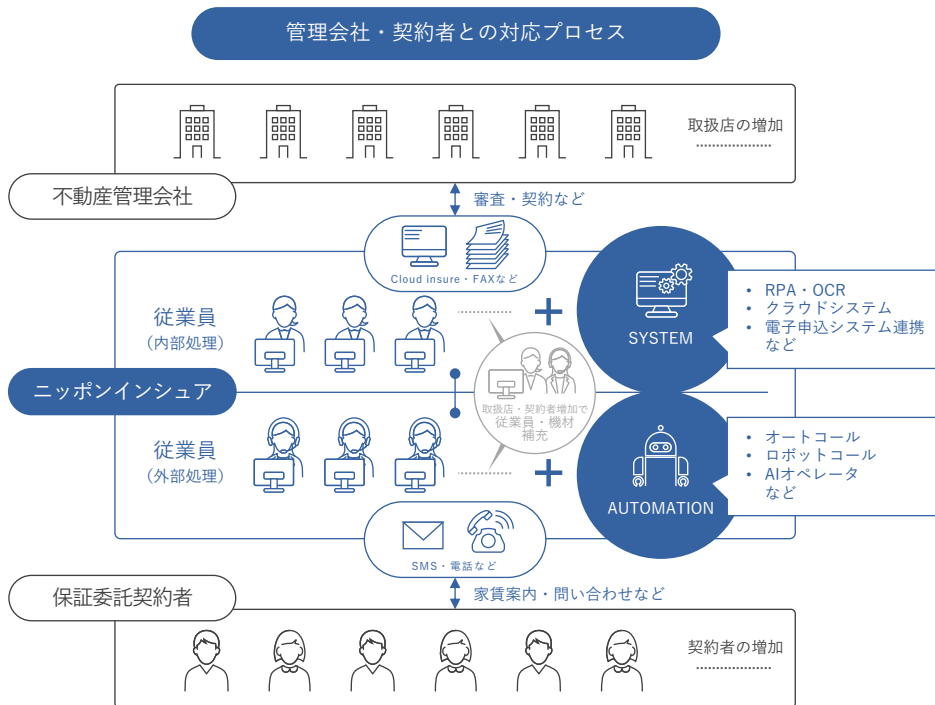 管理会社・契約者との対応プロセス
取扱店の増加
不動産管理会社
審査・契約など
Cloud insure・FAXなど
従業員
（内部処理）
SYSTEM
• RPA・OCR
• クラウドシステム
• 電子申込システム連携
など
ニッポンインシュア
取扱店・契約者増加で
従業員・機材
補充
従業員
（外部処理）
AUTOMATION
• オートコール
• ロボットコール
• AIオペレータ
など
SMS・電話など
家賃案内・問い合わせなど
保証委託契約者
契約者の増加